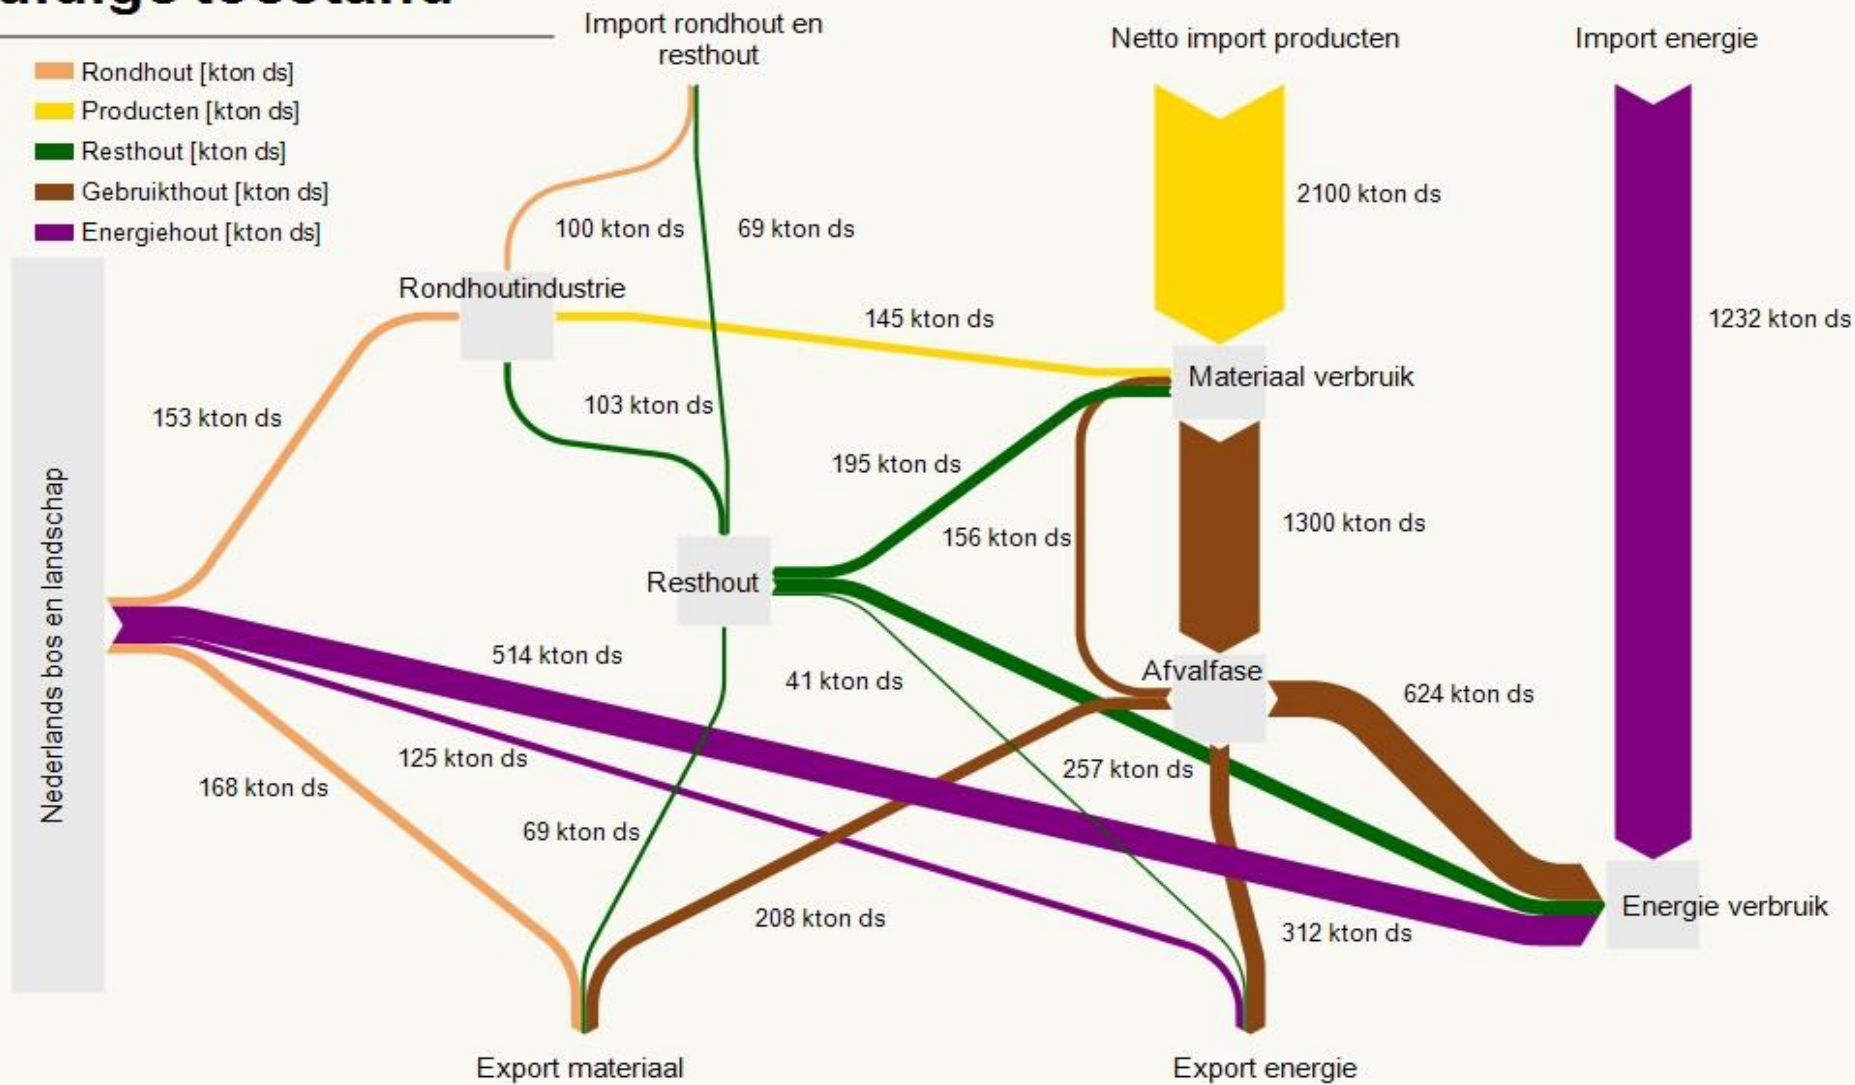 Import rondhout en
resthout
Netto import producten
Import energie
Rondhout [kton ds]
Producten [kton ds]
Resthout [kton ds]
Gebruikthout [kton ds]
Energiehout [kton ds]
2100 kton ds
100 kton ds
69 kton ds
Rondhoutindustrie
145 kton ds
1232 kton ds
Materiaal verbruik
153 kton ds
103 kton ds
195 kton ds
156 kton ds
1300 kton ds
Nederlands bos en landschap
Resthout
514 kton ds
41 kton ds
Afvalfase
624 kton ds
125 kton ds
257 kton ds
168 kton ds
69 kton ds
208 kton ds
312 kton ds
Energie verbruik
Export materiaal
Export energie